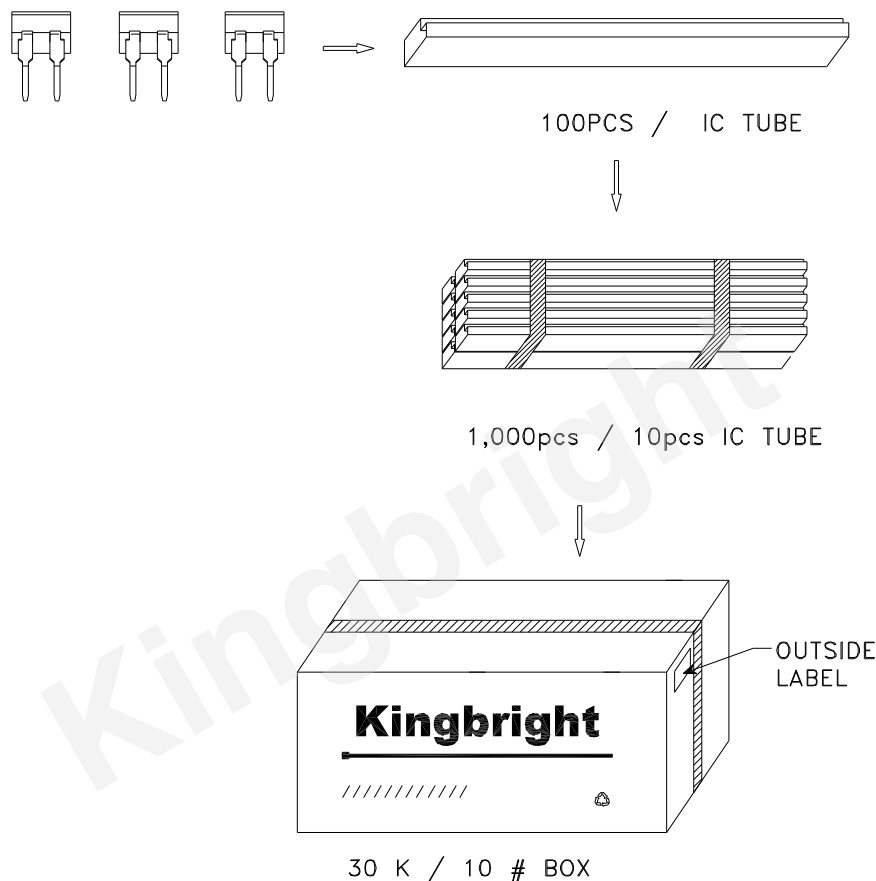 100PCS / IC TUBE
1,000pcs / 10pcs IC TUBE
Kingbright
OUTSIDE
LABEL
Kingbright
30 K / 10 # BOX